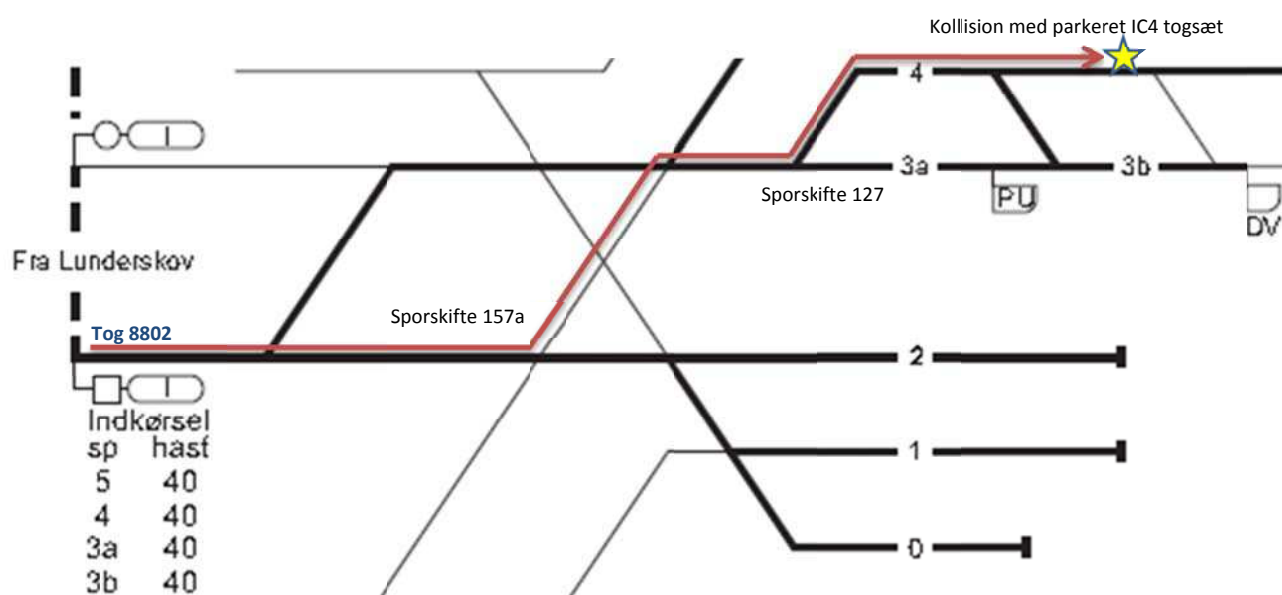 Kollision med parkeret IC4 togsæt
4
I
3a
3b
Sporskifte 127
PU
DV
Fra Lunderskov
Sporskifte 157a
Tog 8802
2
I
Indkørsel
sp hast
5 40
1
4 40
3a 40
0
3b 40